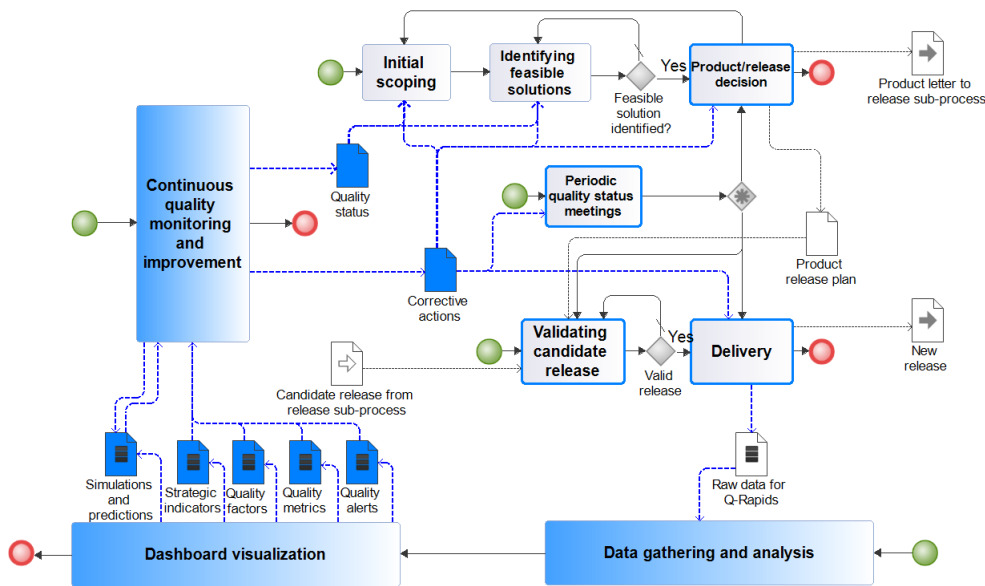 Initial
scoping
Identifying
feasible
solutions
Yes
Product/release
decision
Feasible
solution
identified?
Product letter to
release sub-process
Continuous
quality
monitoring
and
improvement
Quality
status
Periodic
quality status
meetings
Corrective
actions
Product
release plan
Validating
candidate
release
Yes
Valid
release
Delivery
New
release
Candidate release from
release sub-process
Simulations and
predictions
Strategic
indicators
Quality
factors
Quality
metrics
Quality
alerts
Raw data for
Q-Rapids
Dashboard visualization
Data gathering and analysis